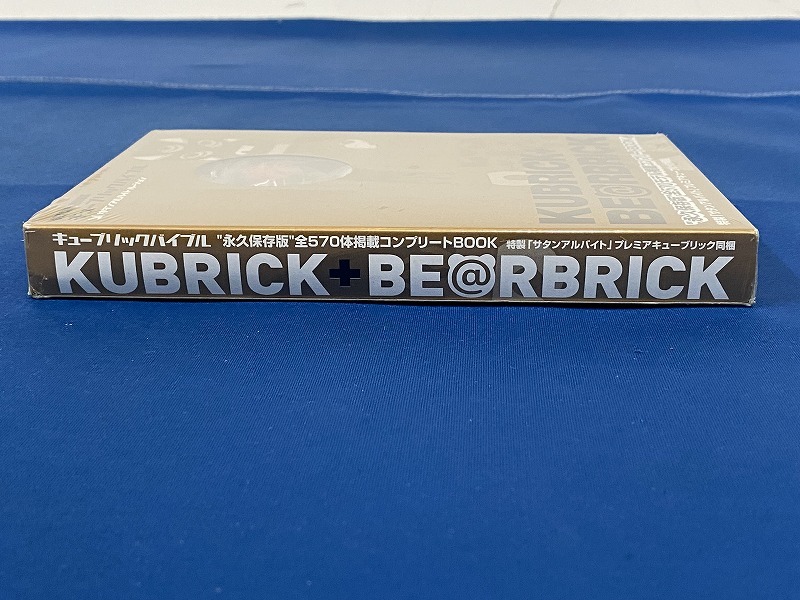 KUBRICK
BE@RBRICK
キューブリックバイブル "永久保存版"全570体掲載コンプリートBOOK 特製「サタンアルバイト」プレミアキューブリック同梱
KUBRICK+BE@RBRICK